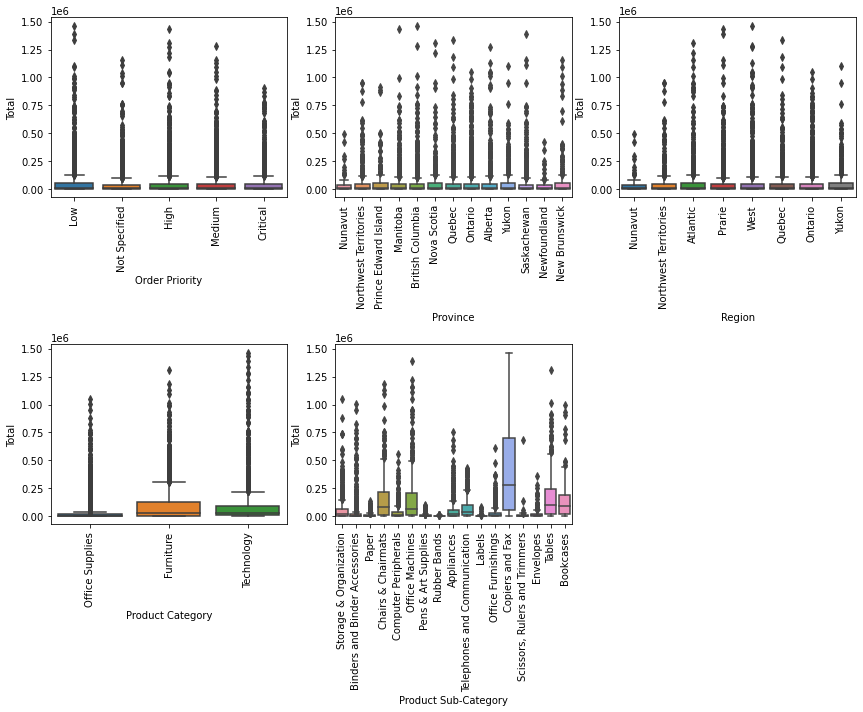 1e6
1.50
1.25
1.00
0.75
0.50
0.25
0.00
Total
Low
Not Specified
High
Medium
Critical
Order Priority
1e6
1.50
1.25
1.00
0.75
0.50
0.25
0.00
Total
Nunavut
Northwest Territories
Prince Edward Island
Manitoba
British Columbia
Nova Scotia
Quebec
Ontario
Alberta
Yukon
Saskachewan
Newfoundland
New Brunswick
Province
1e6
1.50
1.25
1.00
0.75
0.50
0.25
0.00
Total
Nunavut
Northwest Territories
Atlantic
Prarie
West
Quebec
Ontario
Yukon
Region
1e6
1.50
1.25
1.00
0.75
0.50
0.25
0.00
Total
Office Supplies
Furniture
Technology
Product Category
1e6
1.50
1.25
1.00
0.75
0.50
0.25
0.00
Total
Storage & Organization
Binders and Binder Accessories
Paper
Chairs & Chairmats
Computer Peripherals
Office Machines
Pens & Art Supplies
Rubber Bands
Appliances
Telephones and Communication
Labels
Office Furnishings
Copiers and Fax
Scissors, Rulers and Trimmers
Envelopes
Tables
Bookcases
Product Sub-Category